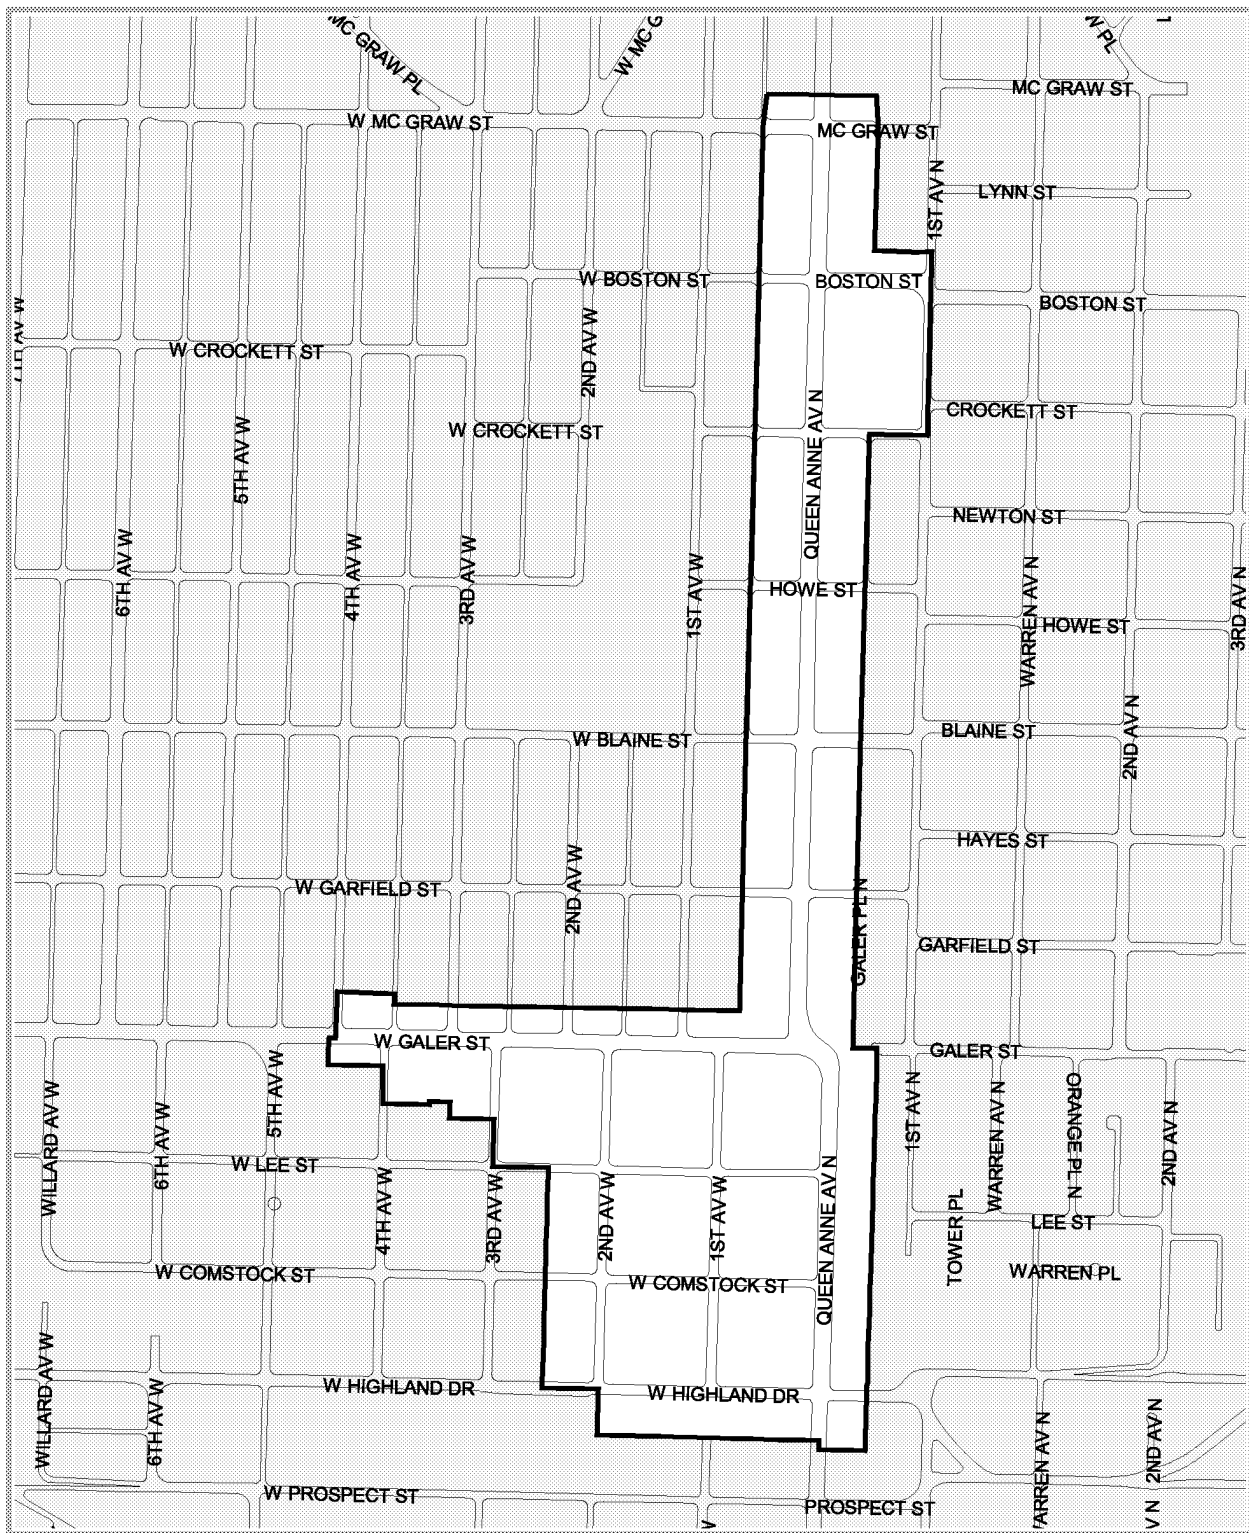 MC GRAW PL
W MC G
W PL
MC GRAW ST
W MC GRAW ST
MC GRAW ST
1ST AV N
LYNN ST
W BOSTON ST
BOSTON ST
BOSTON ST
7TH AV W
W CROCKETT ST
2ND AV W
CROCKETT ST
W CROCKETT ST
5TH AV W
QUEEN ANNE AV N
NEWTON ST
6TH AV W
4TH AV W
3RD AV W
1ST AV W
HOWE ST
WARREN AV N
HOWE ST
3RD AV N
W BLAINE ST
BLAINE ST
2ND AV N
HAYES ST
W GARFIELD ST
2ND AV W
GALER PL N
GARFIELD ST
W GALER ST
GALER ST
WILLARD AV W
6TH AV W
5TH AV W
1ST AV N
WARREN AV N
ORANGE PL N
2ND AV N
W LEE ST
4TH AV W
3RD AV W
2ND AV W
1ST AV W
QUEEN ANNE AV N
TOWER PL
LEE ST
W COMSTOCK ST
W COMSTOCK ST
WARREN PL
WILLARD AV W
6TH AV W
W HIGHLAND DR
W HIGHLAND DR
ARREN AV N
2ND AV N
W PROSPECT ST
PROSPECT ST
V N